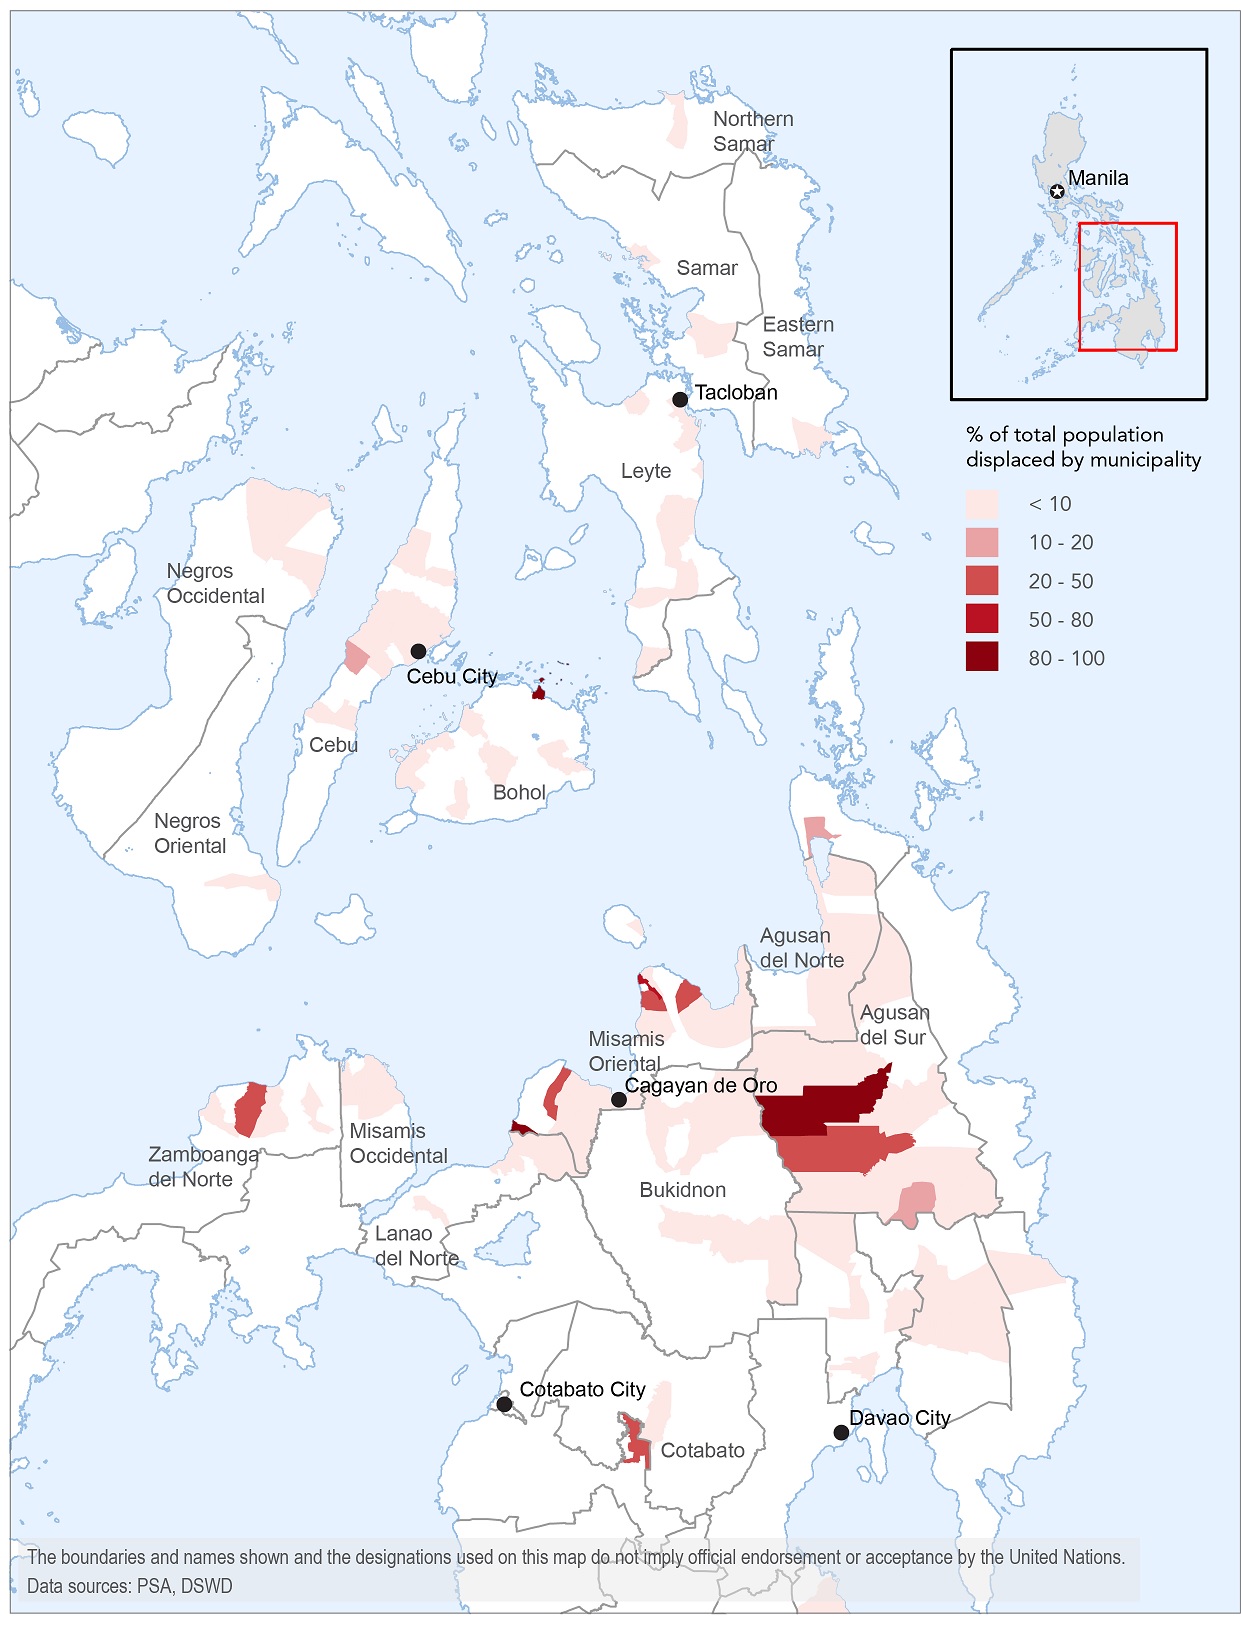 Northern
Samar
Manila
Samar
Eastern
Samar
Tacloban
% of total population
displaced by municipality
Leyte
< 10
10 - 20
Negros
Occidental
20 - 50
50 - 80
80 - 100
Cebu City
Cebu
Bohol
Negros
Oriental
Agusan
del Norte
Agusan
del Sur
Misamis
Oriental
Cagayan de Oro
Misamis
Occidental
Zamboanga
del Norte
Bukidnon
Lanao
del Norte
Cotabato City
Davao City
Cotabato
The boundaries and names shown and the designations used on this map do not imply official endorsement or acceptance by the United Nations.
Data sources: PSA, DSWD